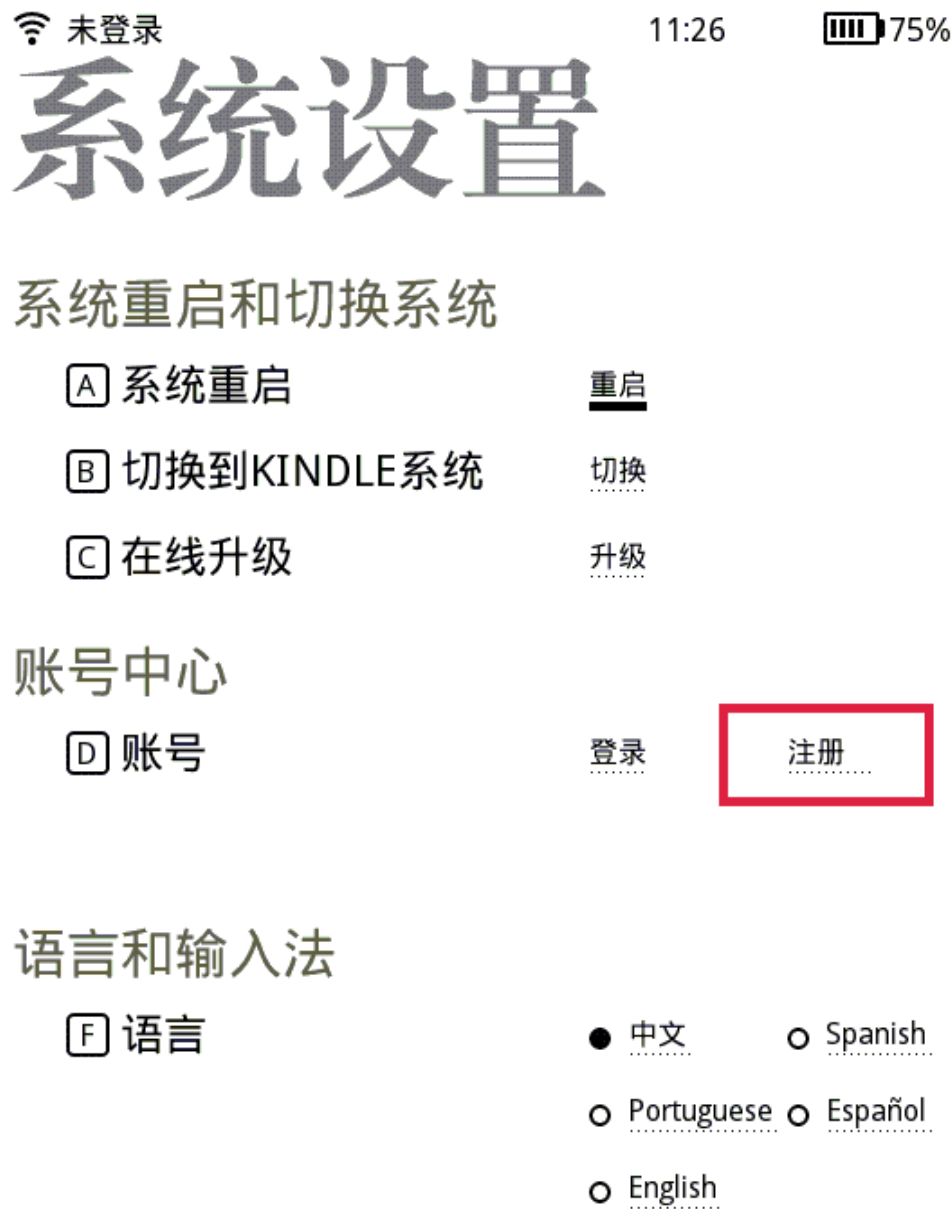 未登录 11:26 75%
系统设置
系统重启和切换系统
A 系统重启 重启
B 切换到KINDLE系统 切换
C 在线升级 升级
账号中心
D 账号 登录 注册
语言和输入法
F 语言 中文 Spanish
Portuguese Español
English